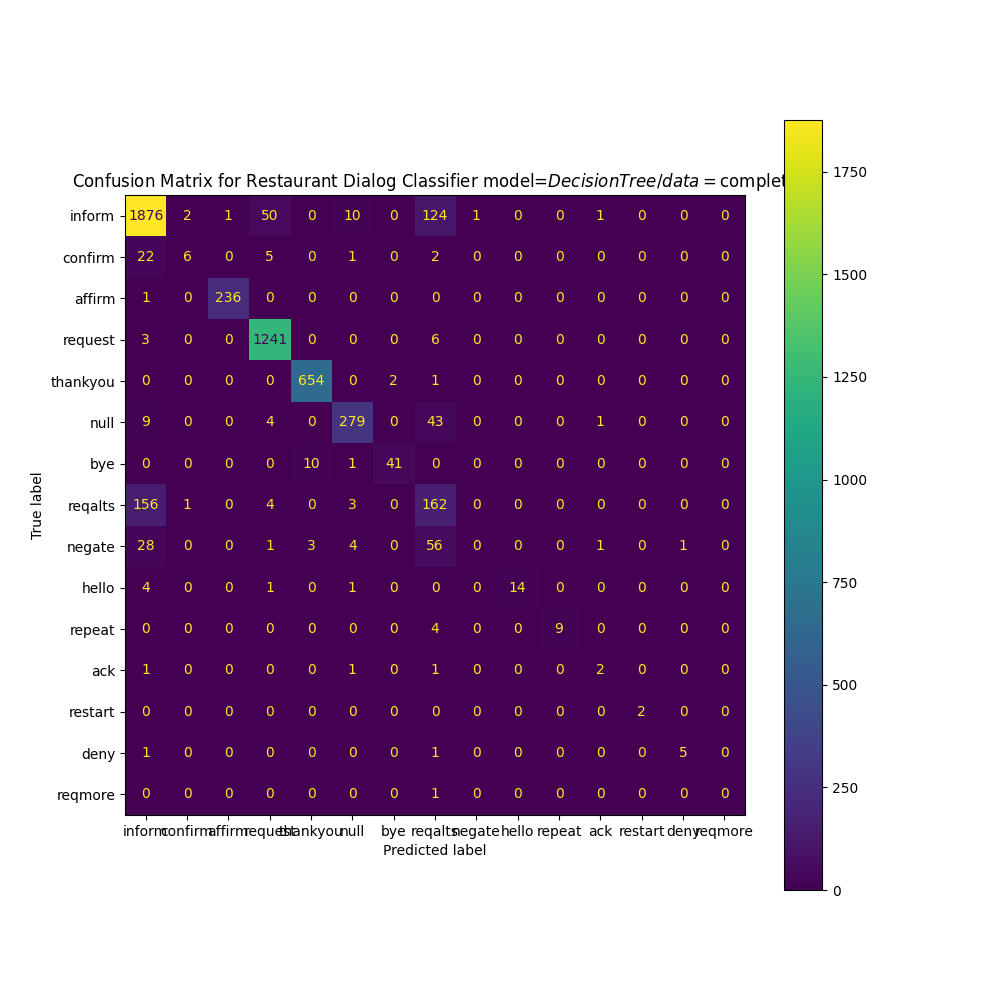 Confusion Matrix for Restaurant Dialog Classifier model=DecisionTree/data=complet
inform 1876 2 1 50 0 10 0 124 1 0 0 1 0 0 0
confirm 22 6 0 5 0 1 0 2 0 0 0 0 0 0 0
affirm 1 0 236 0 0 0 0 0 0 0 0 0 0 0 0
request 3 0 0 1241 0 0 0 6 0 0 0 0 0 0 0
thankyou 0 0 0 0 654 0 2 1 0 0 0 0 0 0 0
null 9 0 0 4 0 279 0 43 0 0 0 1 0 0 0
bye 0 0 0 0 10 1 41 0 0 0 0 0 0 0 0
reqalts 156 1 0 4 0 3 0 162 0 0 0 0 0 0 0
negate 28 0 0 1 3 4 0 56 0 0 0 1 0 1 0
hello 4 0 0 1 0 1 0 0 0 14 0 0 0 0 0
repeat 0 0 0 0 0 0 0 4 0 0 9 0 0 0 0
ack 1 0 0 0 0 1 0 1 0 0 0 2 0 0 0
restart 0 0 0 0 0 0 0 0 0 0 0 0 2 0 0
deny 1 0 0 0 0 0 0 1 0 0 0 0 0 5 0
reqmore 0 0 0 0 0 0 0 1 0 0 0 0 0 0 0
inform confirm affirm request thankyou null bye reqalts negate hello repeat ack restart deny reqmore
Predicted label
True label
1750
1500
1250
1000
750
500
250
0